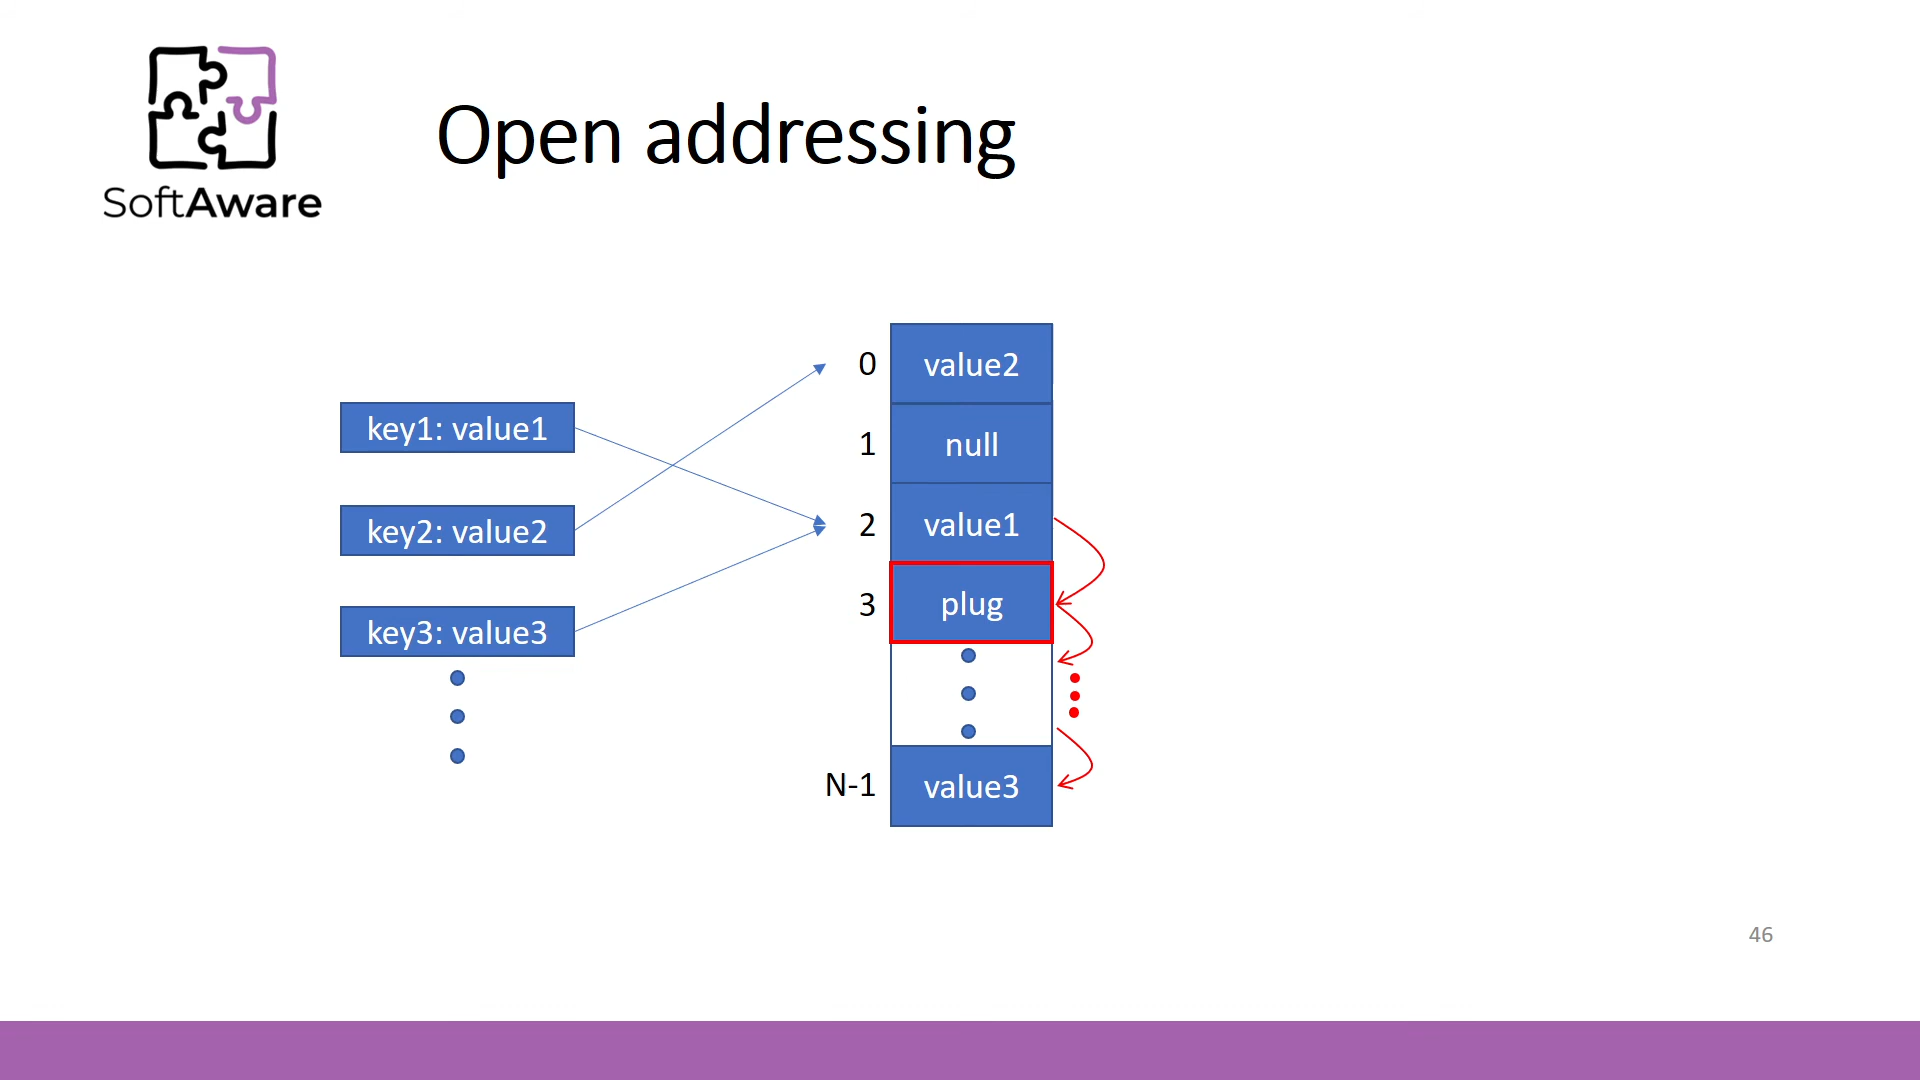 SoftAware
Open addressing
key1: value1
key2: value2
key3: value3
0 value2
1 null
2 value1
3 plug
N-1 value3
46